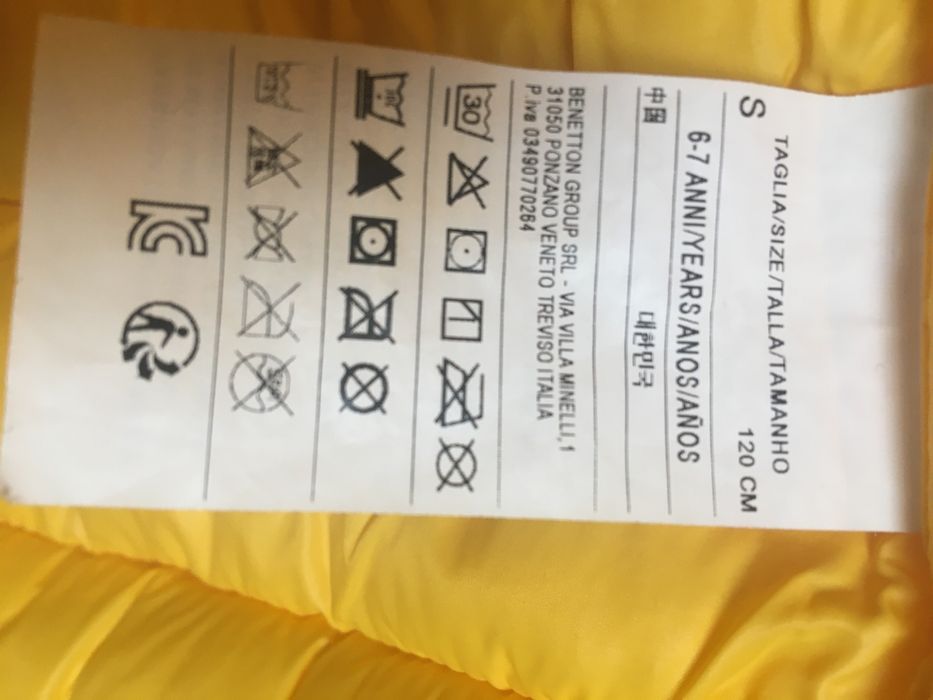 TAGLIA/SIZE/TALLA/TAMANHO
S 120 CM
6-7 ANNI/YEARS/ANOS/AÑOS
中国 대한민국
BENETTON GROUP SRL - VIA VILLA MINELLI, 1
31050 PONZANO VENETO TREVISO ITALIA
P.iva 03490770264
30